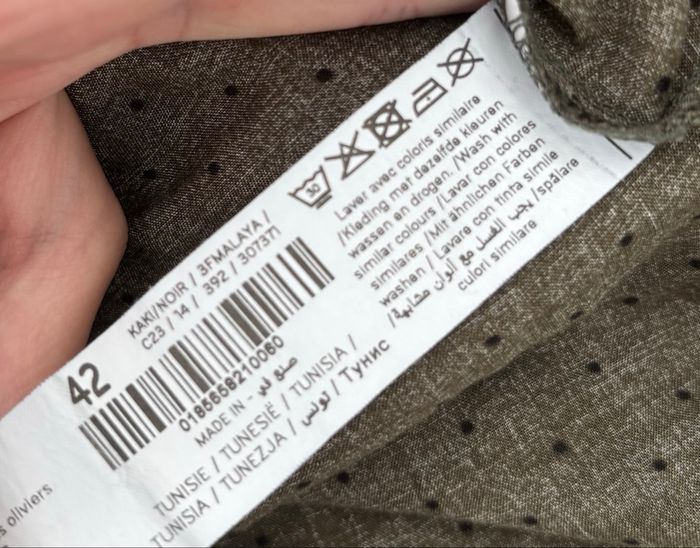 30
Laver avec coloris similaire
/Kleding met dezelfde kleuren
wassen en drogen. /Wash with
similar colours /Lavar con colores
similares /Mit ähnlichen Farben
washen /Lavare con tinta simile
/يجب الغسل مع ألوان مشابهة /spălare
culori similare
42
KAKI/NOIR / 3FMALAYA /
C23 / 14 / 392 / 307371
0185658210060
MADE IN - صنع في
TUNISIE / TUNESIË / TUNISIA /
TUNISIA / TUNEZJA / تونس / Тунис
s oliviers